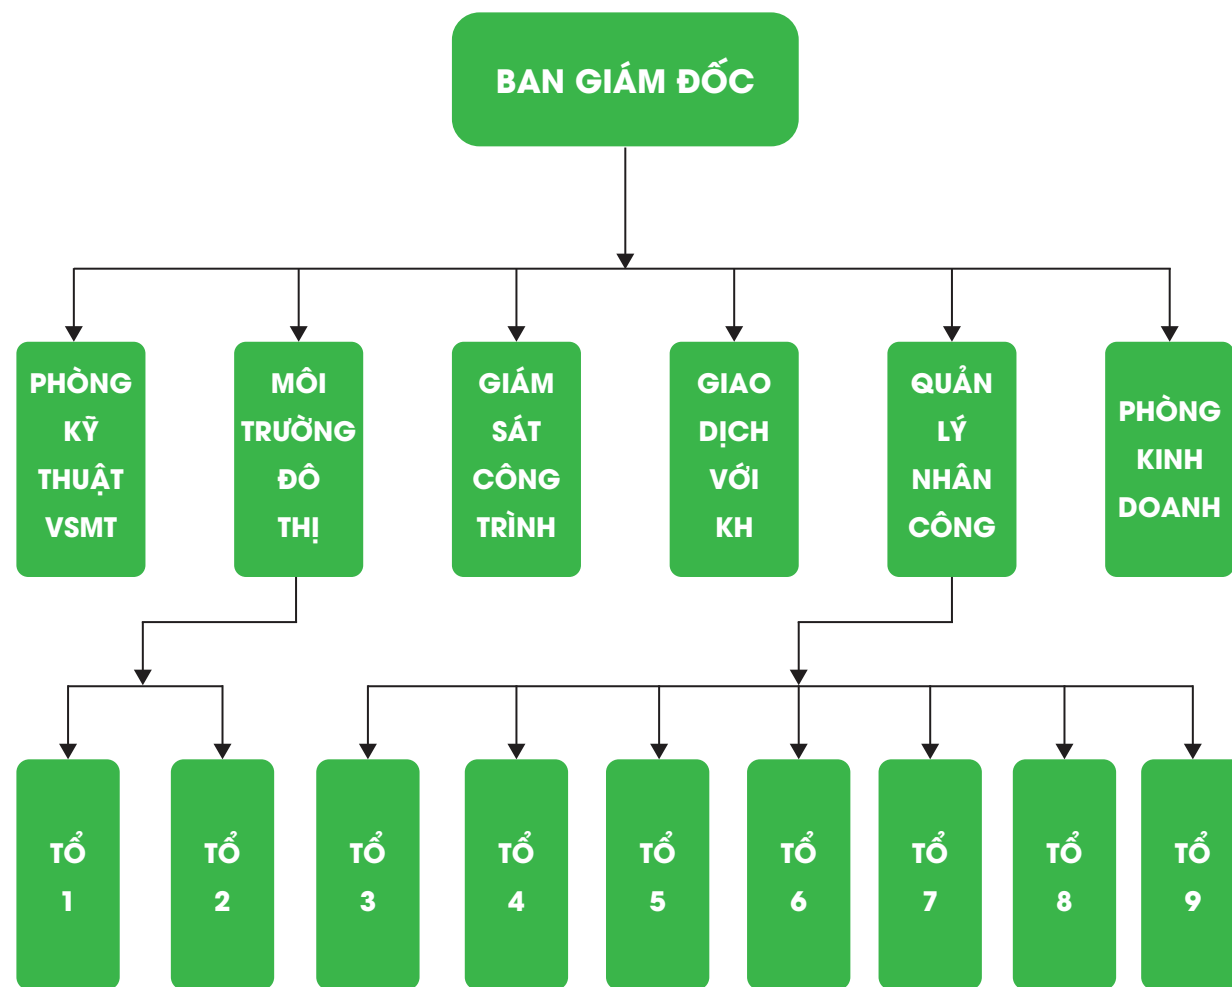 BAN GIÁM ĐỐC
PHÒNG
KỸ
THUẬT
VSMT
MÔI
TRƯỜNG
ĐÔ
THỊ
GIÁM
SÁT
CÔNG
TRÌNH
GIAO
DỊCH
VỚI
KH
QUẢN
LÝ
NHÂN
CÔNG
PHÒNG
KINH
DOANH
TỔ
1
TỔ
2
TỔ
3
TỔ
4
TỔ
5
TỔ
6
TỔ
7
TỔ
8
TỔ
9